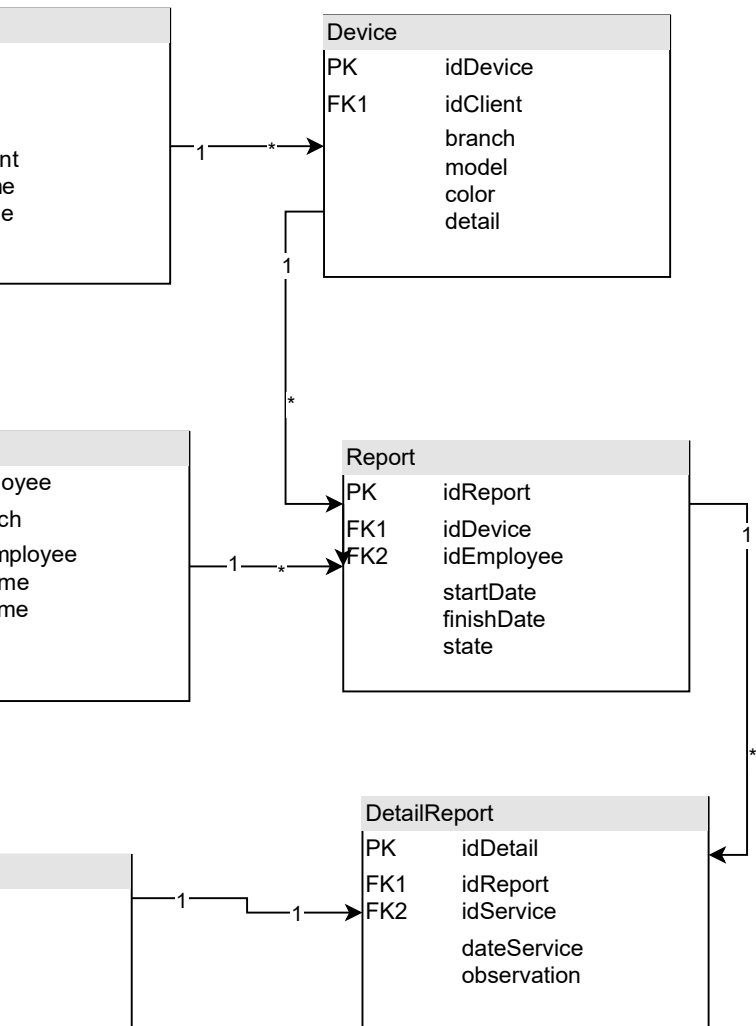 Device
PK idDevice
FK1 idClient
branch
model
color
detail
1 *
1
*
Report
PK idReport
FK1 idDevice
FK2 idEmployee
startDate
finishDate
state
1 *
1
*
DetailReport
PK idDetail
FK1 idReport
FK2 idService
dateService
observation
1 1